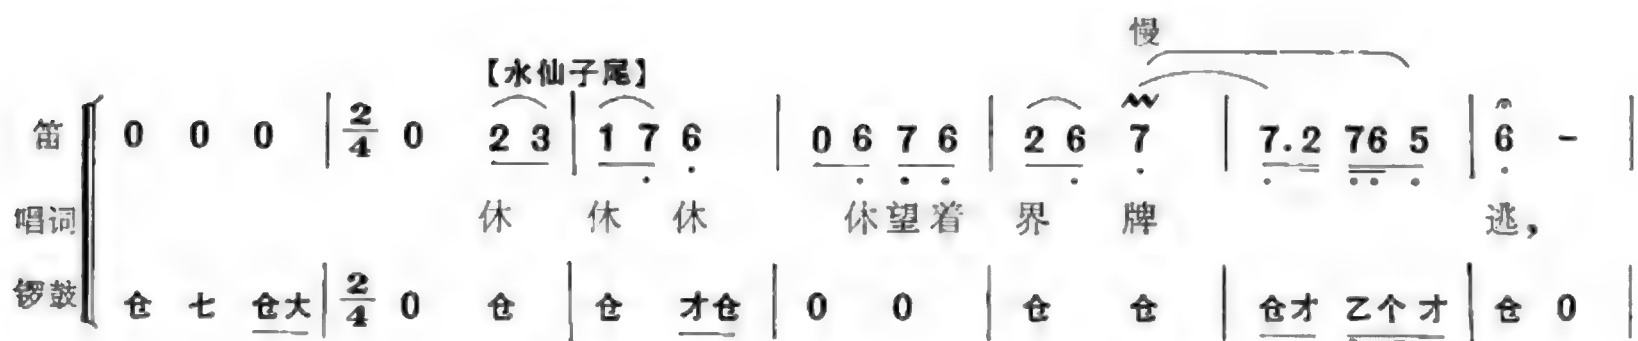 慢
【水仙子尾】
笛 0 0 0 | 2/4 0 2 3 | 1 7 6 | 0 6 7 6 | 2 6 7 | 7.2 76 5 | 6 - |
唱词 休 休 休 休望着 界 牌 逃，
锣鼓 仓 七 仓大 | 2/4 0 仓 | 仓 才仓 | 0 0 | 仓 仓 | 仓才 乙个才 | 仓 0 |